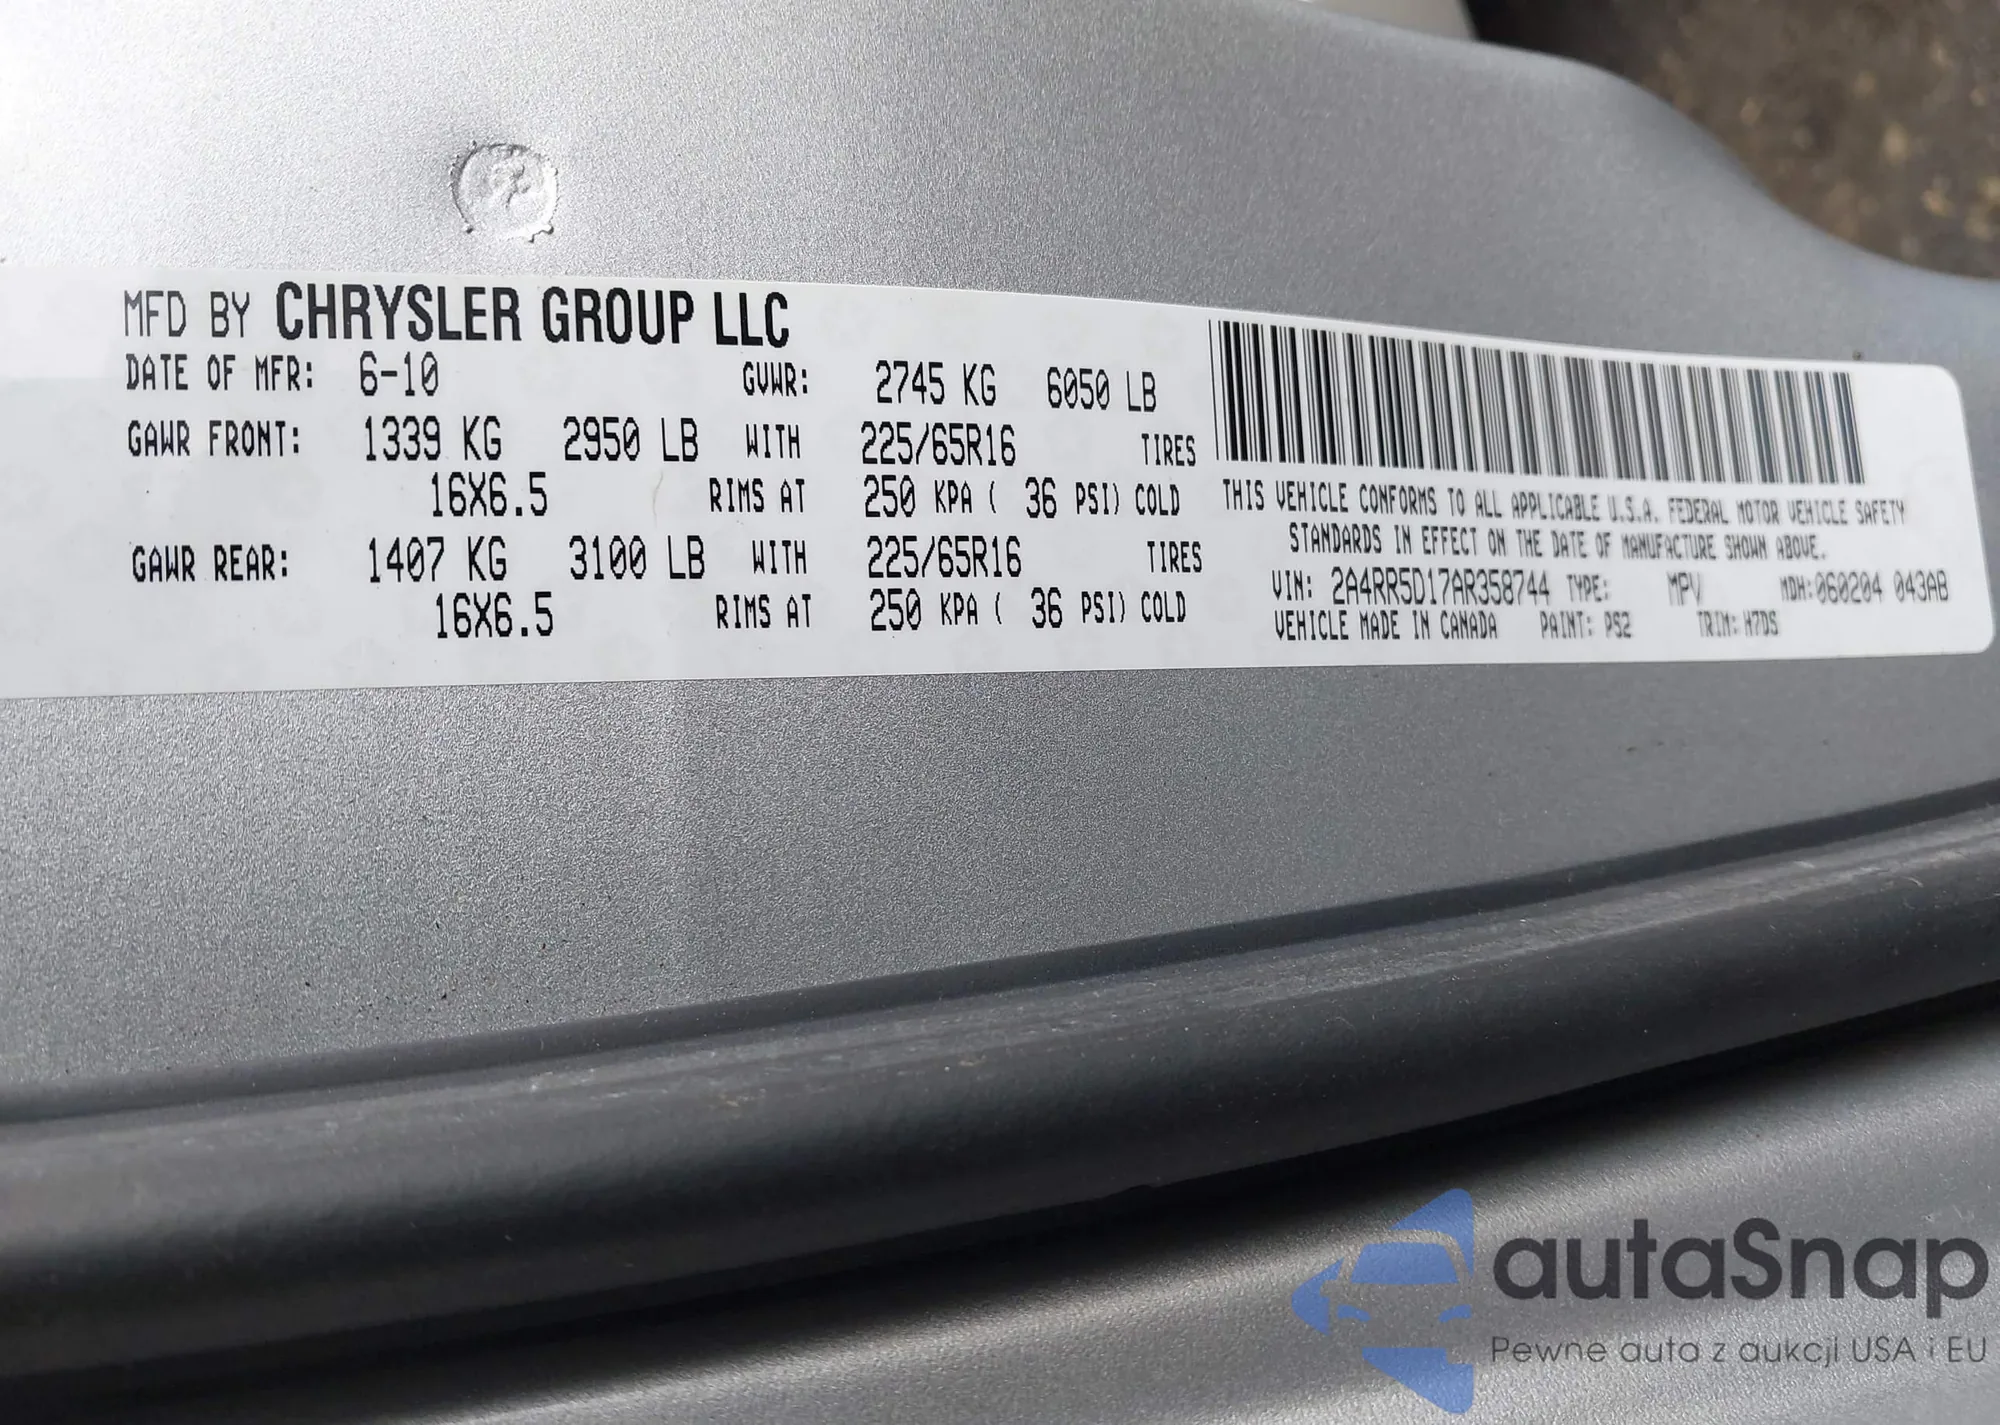 MFD BY CHRYSLER GROUP LLC
DATE OF MFR: 6-10 GVWR: 2745 KG 6050 LB
GAWR FRONT: 1339 KG 2950 LB WITH 225/65R16 TIRES
16X6.5 RIMS AT 250 KPA ( 36 PSI) COLD
GAWR REAR: 1407 KG 3100 LB WITH 225/65R16 TIRES
16X6.5 RIMS AT 250 KPA ( 36 PSI) COLD
THIS VEHICLE CONFORMS TO ALL APPLICABLE U.S.A. FEDERAL MOTOR VEHICLE SAFETY
STANDARDS IN EFFECT ON THE DATE OF MANUFACTURE SHOWN ABOVE.
VIN: 2A4RR5D17AR358744 TYPE: MPV MDH: 060204 043AB
VEHICLE MADE IN CANADA PAINT: PS2 TRIM: H7DS
autaSnap
Pewne auta z aukcji USA i EU